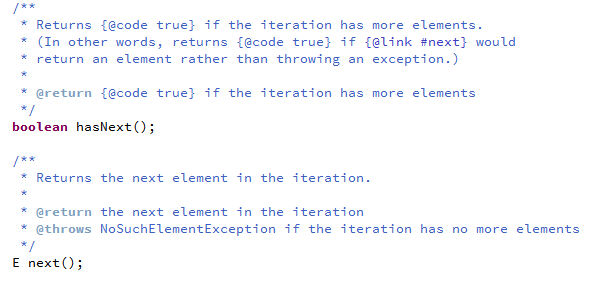 /**
 * Returns {@code true} if the iteration has more elements.
 * (In other words, returns {@code true} if {@link #next} would
 * return an element rather than throwing an exception.)
 *
 * @return {@code true} if the iteration has more elements
 */
boolean hasNext();
/**
 * Returns the next element in the iteration.
 *
 * @return the next element in the iteration
 * @throws NoSuchElementException if the iteration has no more elements
 */
E next();